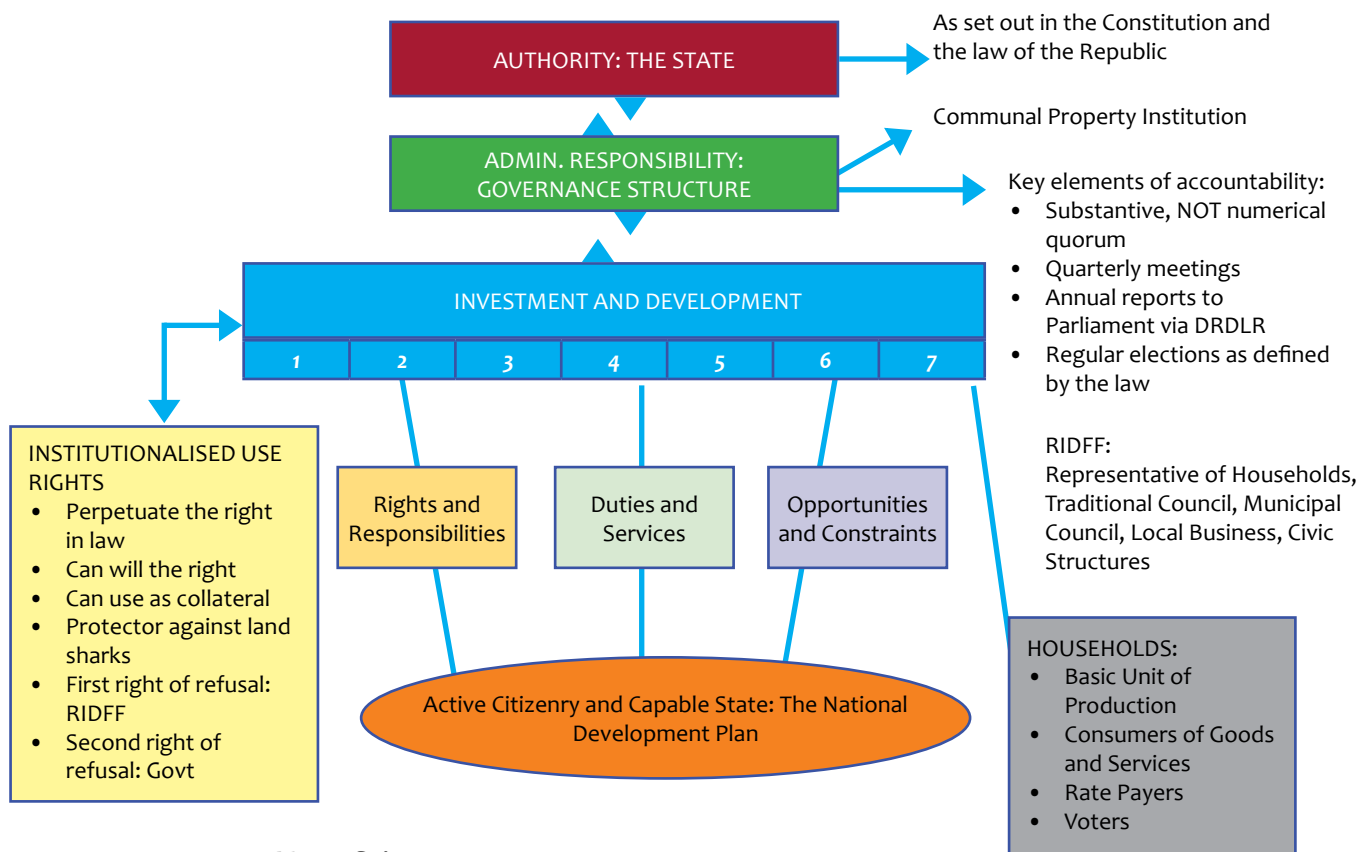 AUTHORITY: THE STATE
As set out in the Constitution and
the law of the Republic
Communal Property Institution
ADMIN. RESPONSIBILITY:
GOVERNANCE STRUCTURE
Key elements of accountability:
• Substantive, NOT numerical
quorum
• Quarterly meetings
• Annual reports to
Parliament via DRDLR
• Regular elections as defined
by the law
RIDFF:
Representative of Households,
Traditional Council, Municipal
Council, Local Business, Civic
Structures
INVESTMENT AND DEVELOPMENT
1 2 3 4 5 6 7
INSTITUTIONALISED USE
RIGHTS
• Perpetuate the right
in law
• Can will the right
• Can use as collateral
• Protector against land
sharks
• First right of refusal:
RIDFF
• Second right of
refusal: Govt
Rights and
Responsibilities
Duties and
Services
Opportunities
and Constraints
Active Citizenry and Capable State: The National
Development Plan
HOUSEHOLDS:
• Basic Unit of
Production
• Consumers of Goods
and Services
• Rate Payers
• Voters